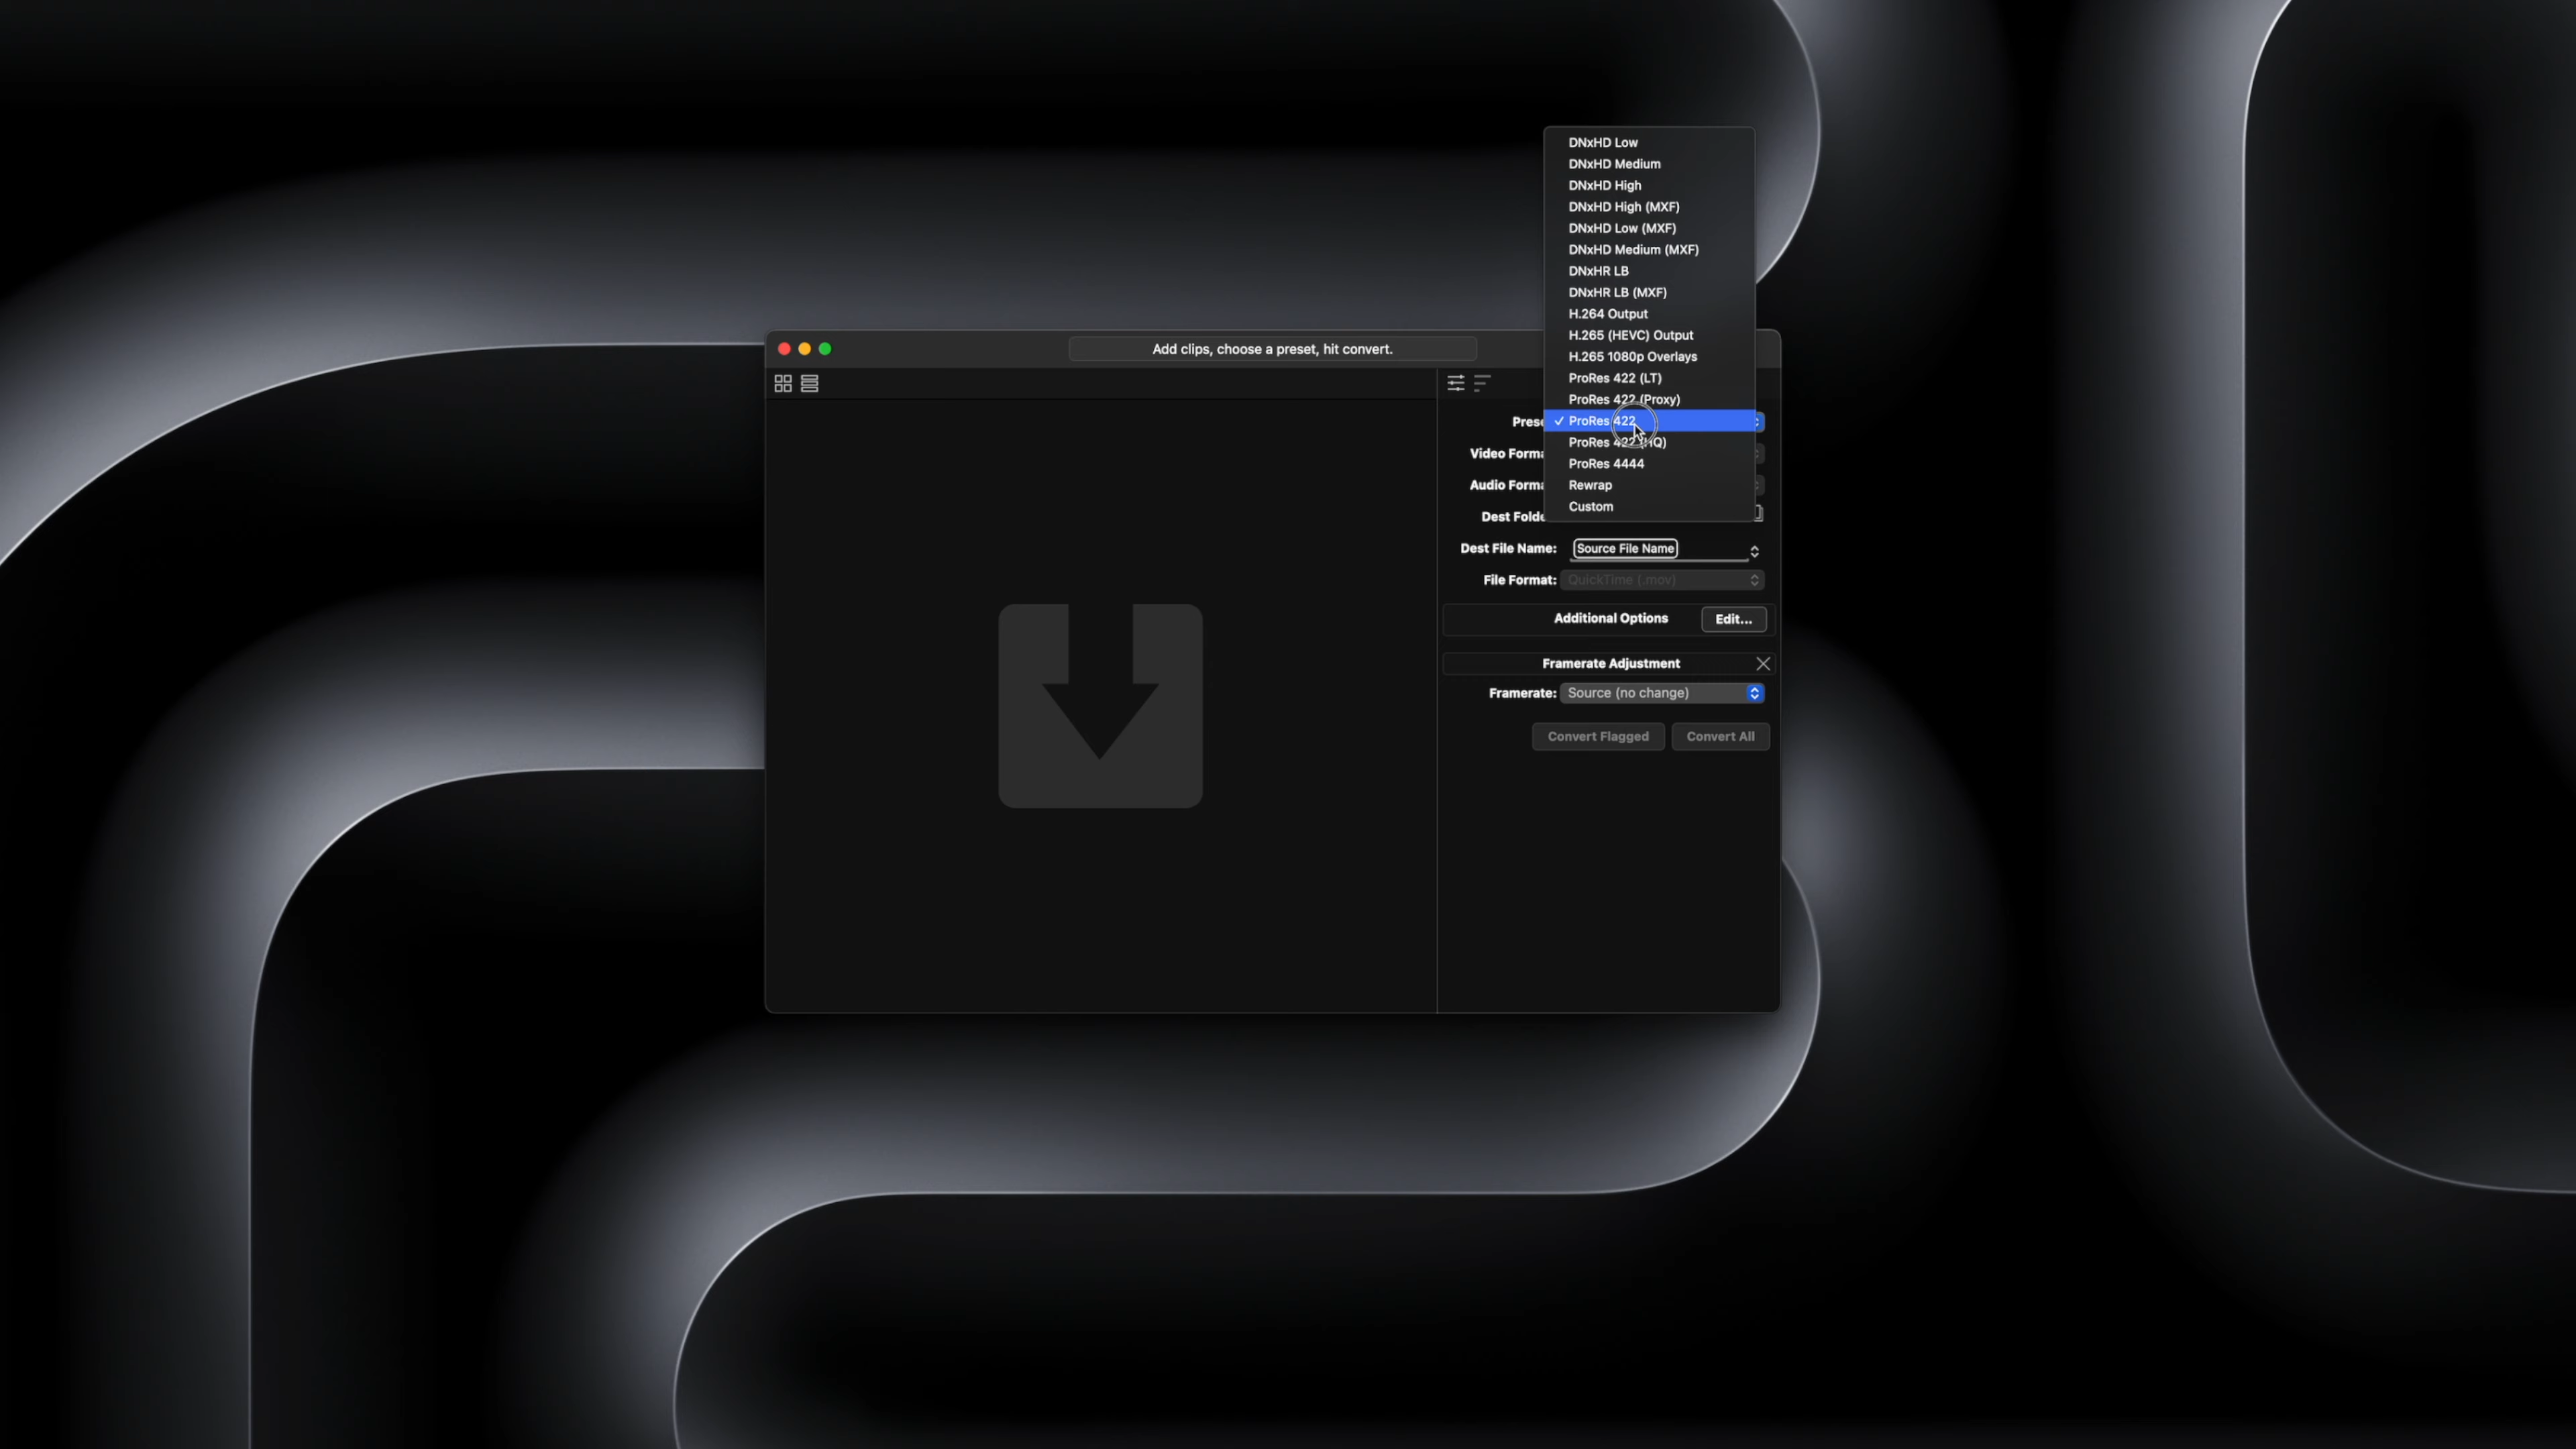 DNxHD Low
DNxHD Medium
DNxHD High
DNxHD High (MXF)
DNxHD Low (MXF)
DNxHD Medium (MXF)
DNxHR LB
DNxHR LB (MXF)
H.264 Output
H.265 (HEVC) Output
H.265 1080p Overlays
ProRes 422 (LT)
ProRes 422 (Proxy)
✓ ProRes 422
ProRes 422 (HQ)
ProRes 4444
Rewrap
Custom
Add clips, choose a preset, hit convert.
Prese
Video Forma
Audio Forma
Dest Folde
Dest File Name: Source File Name
File Format: QuickTime (.mov)
Additional Options Edit...
Framerate Adjustment
Framerate: Source (no change)
Convert Flagged Convert All